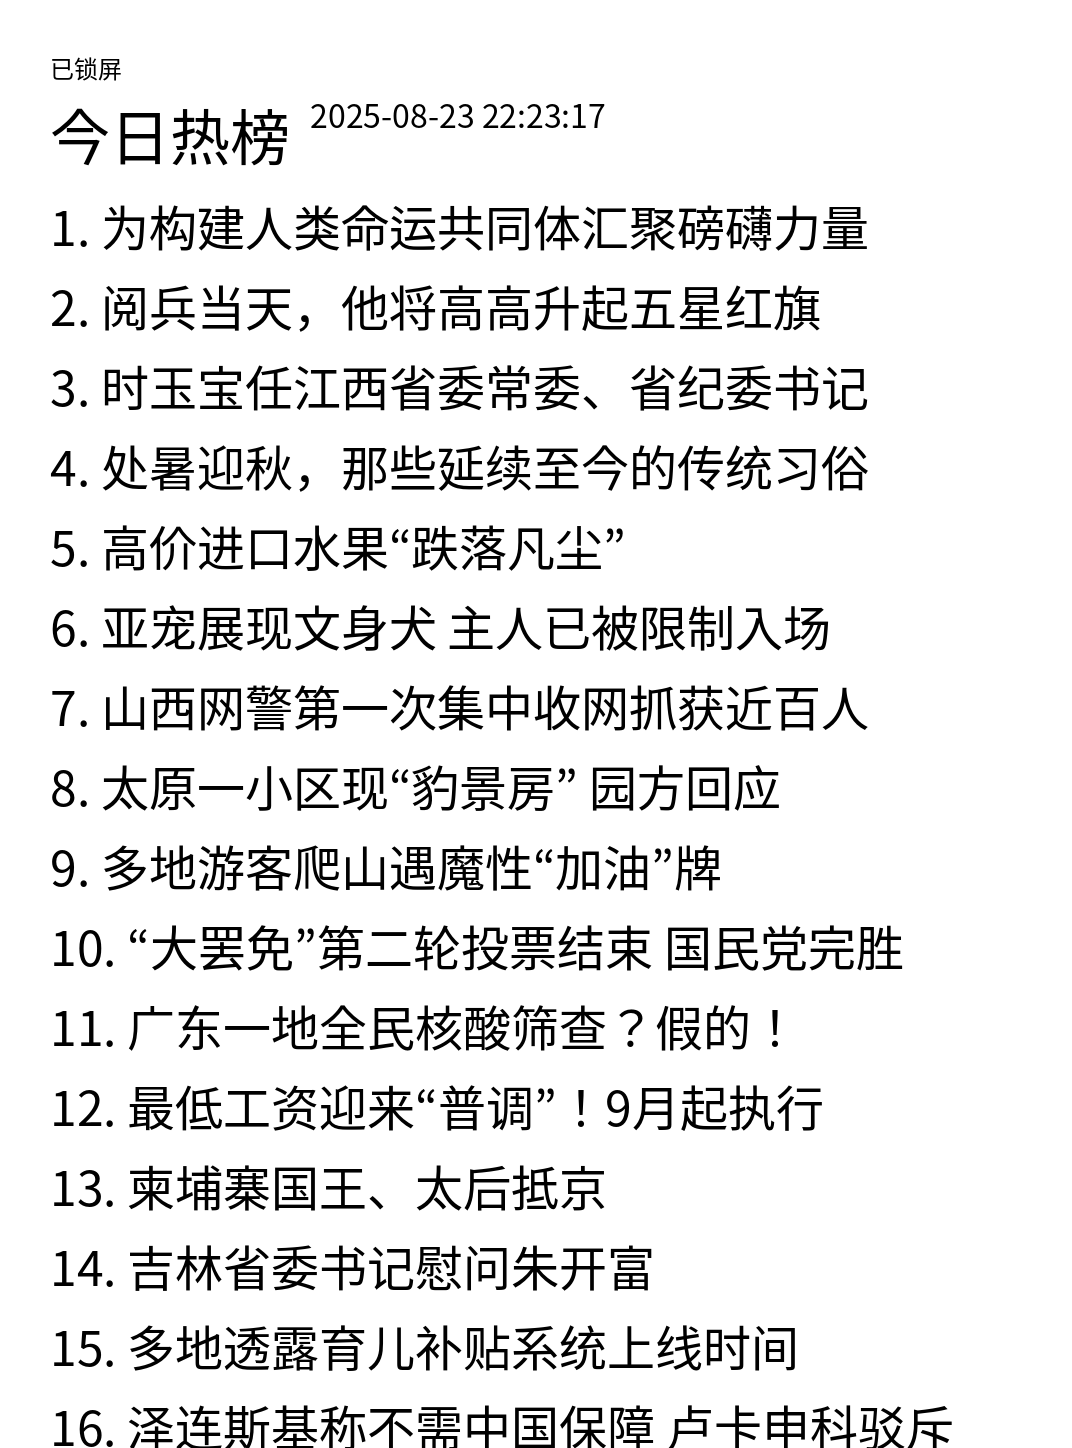 已锁屏
今日热榜 2025-08-23 22:23:17
1. 为构建人类命运共同体汇聚磅礴力量
2. 阅兵当天，他将高高升起五星红旗
3. 时玉宝任江西省委常委、省纪委书记
4. 处暑迎秋，那些延续至今的传统习俗
5. 高价进口水果“跌落凡尘”
6. 亚宠展现文身犬 主人已被限制入场
7. 山西网警第一次集中收网抓获近百人
8. 太原一小区现“豹景房” 园方回应
9. 多地游客爬山遇魔性“加油”牌
10. “大罢免”第二轮投票结束 国民党完胜
11. 广东一地全民核酸筛查？假的！
12. 最低工资迎来“普调”！9月起执行
13. 柬埔寨国王、太后抵京
14. 吉林省委书记慰问朱开富
15. 多地透露育儿补贴系统上线时间
16. 泽连斯基称不需中国保障 卢卡申科驳斥